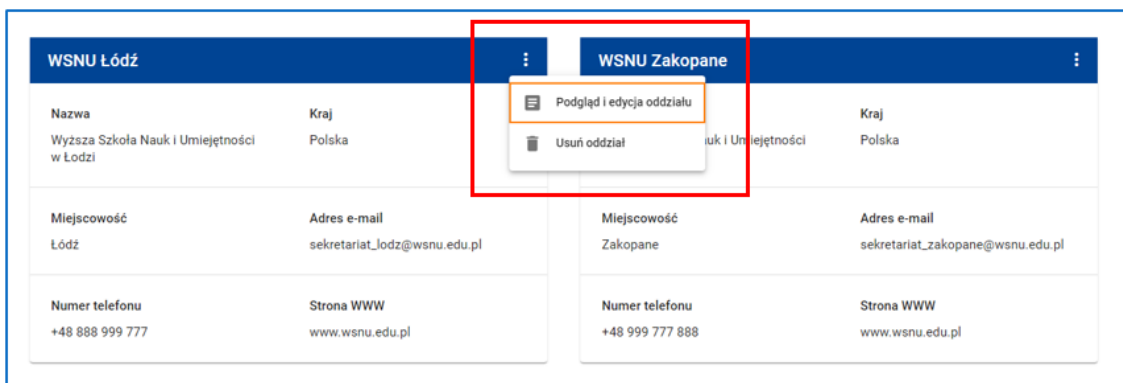 WSNU Łódź
Nazwa
Wyższa Szkoła Nauk i Umiejętności
w Łodzi
Kraj
Polska
Miejscowość
Łódź
Adres e-mail
sekretariat_lodz@wsnu.edu.pl
Numer telefonu
+48 888 999 777
Strona WWW
www.wsnu.edu.pl
Podgląd i edycja oddziału
Usuń oddział
WSNU Zakopane
uk i Umiejętności
Kraj
Polska
Miejscowość
Zakopane
Adres e-mail
sekretariat_zakopane@wsnu.edu.pl
Numer telefonu
+48 999 777 888
Strona WWW
www.wsnu.edu.pl